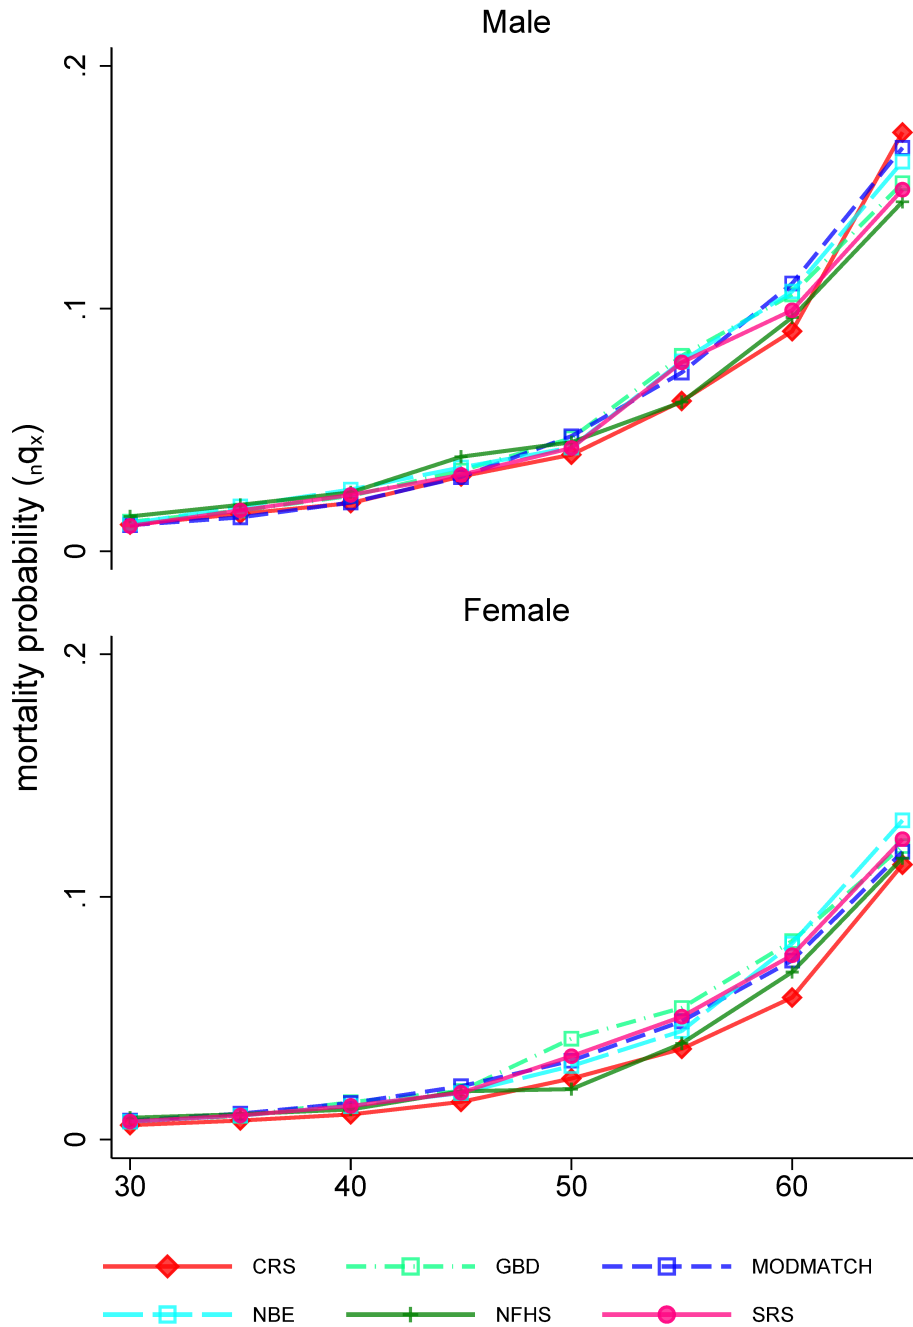 Male
.2
.1
0
mortality probability (nqx)
Female
.2
.1
0
30 40 50 60
CRS GBD MODMATCH
NBE NFHS SRS